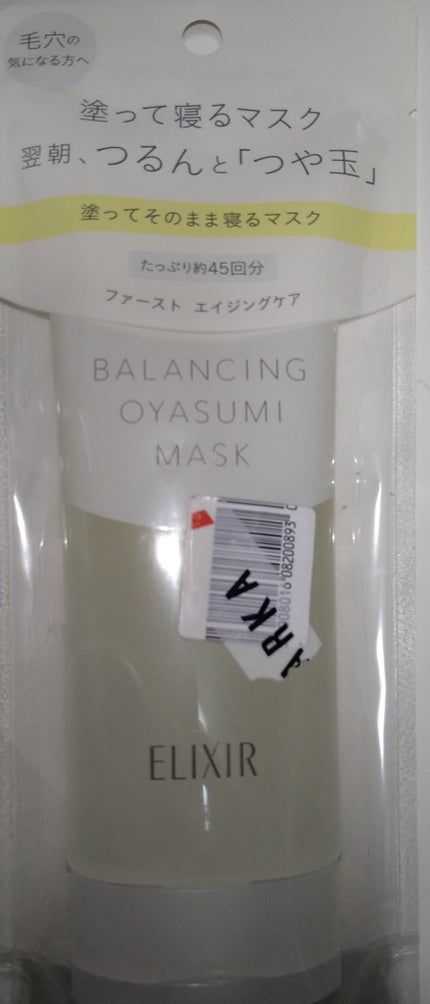 毛穴の
気になる方へ
塗って寝るマスク
翌朝、つるんと「つや玉」
塗ってそのまま寝るマスク
たっぷり約45回分
ファースト エイジングケア
BALANCING
OYASUMI
MASK
ARKA
ELIXIR